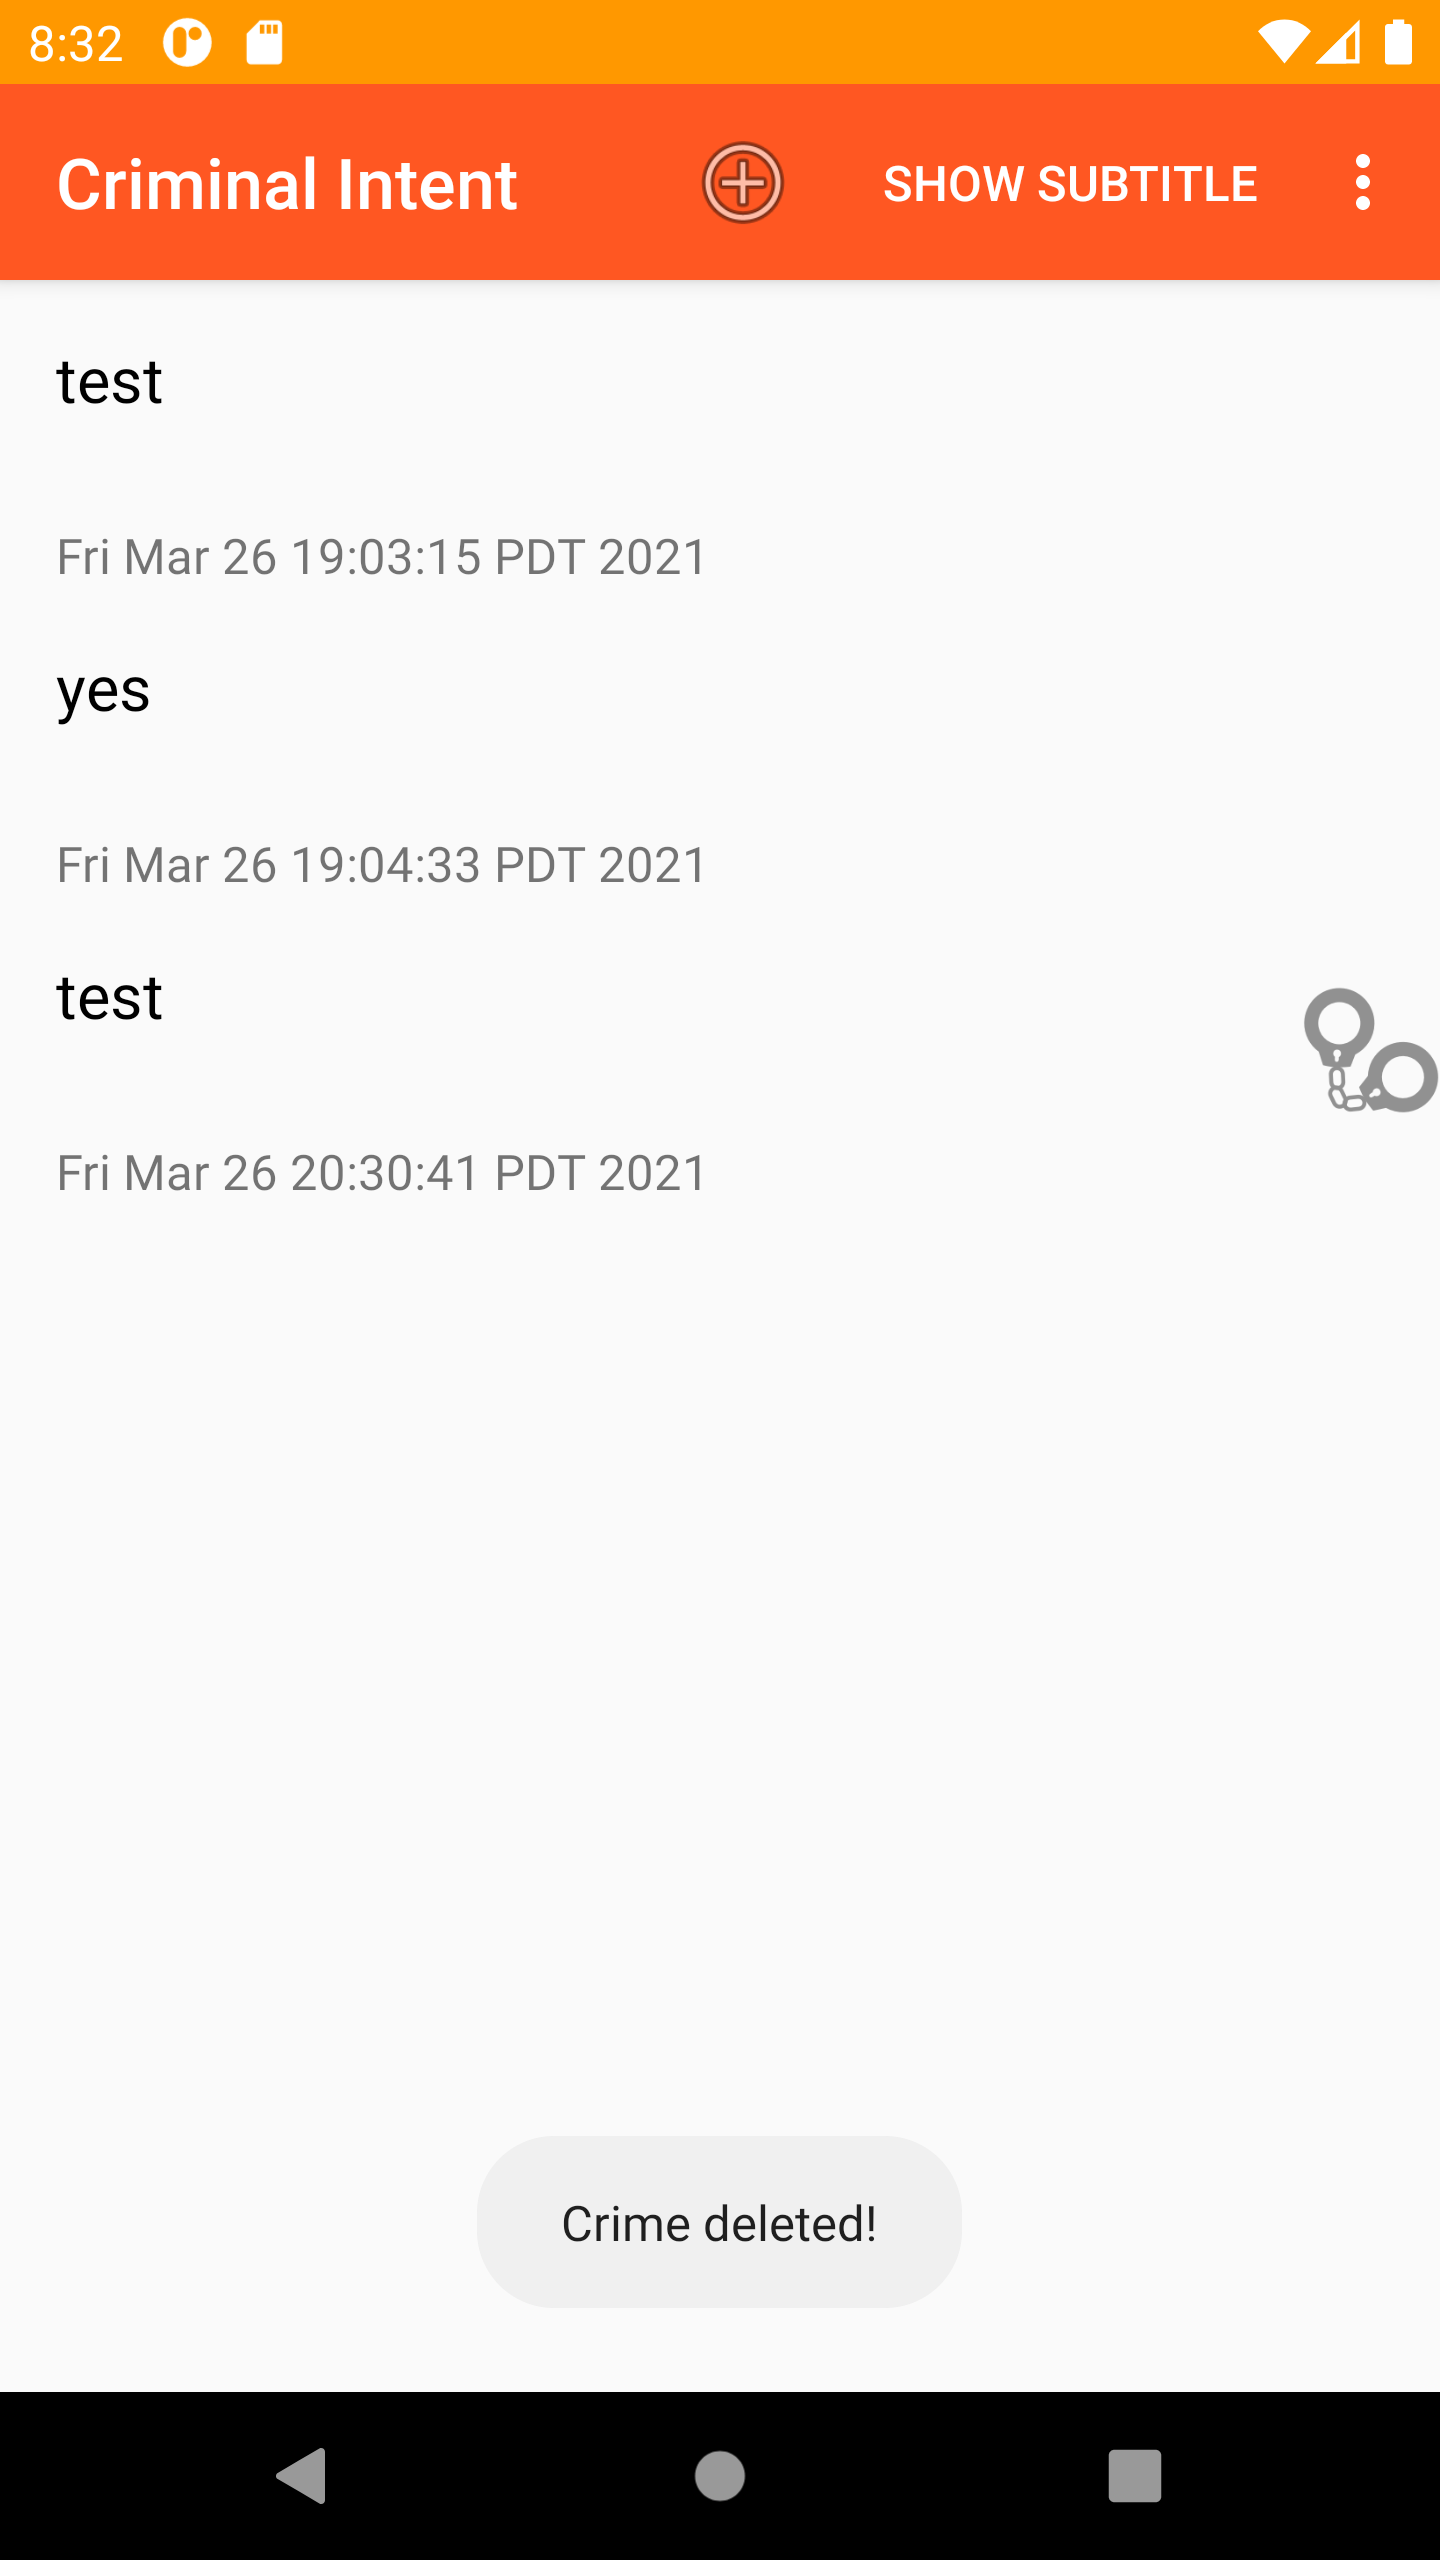 8:32
Criminal Intent
SHOW SUBTITLE
test
Fri Mar 26 19:03:15 PDT 2021
yes
Fri Mar 26 19:04:33 PDT 2021
test
Fri Mar 26 20:30:41 PDT 2021
Crime deleted!